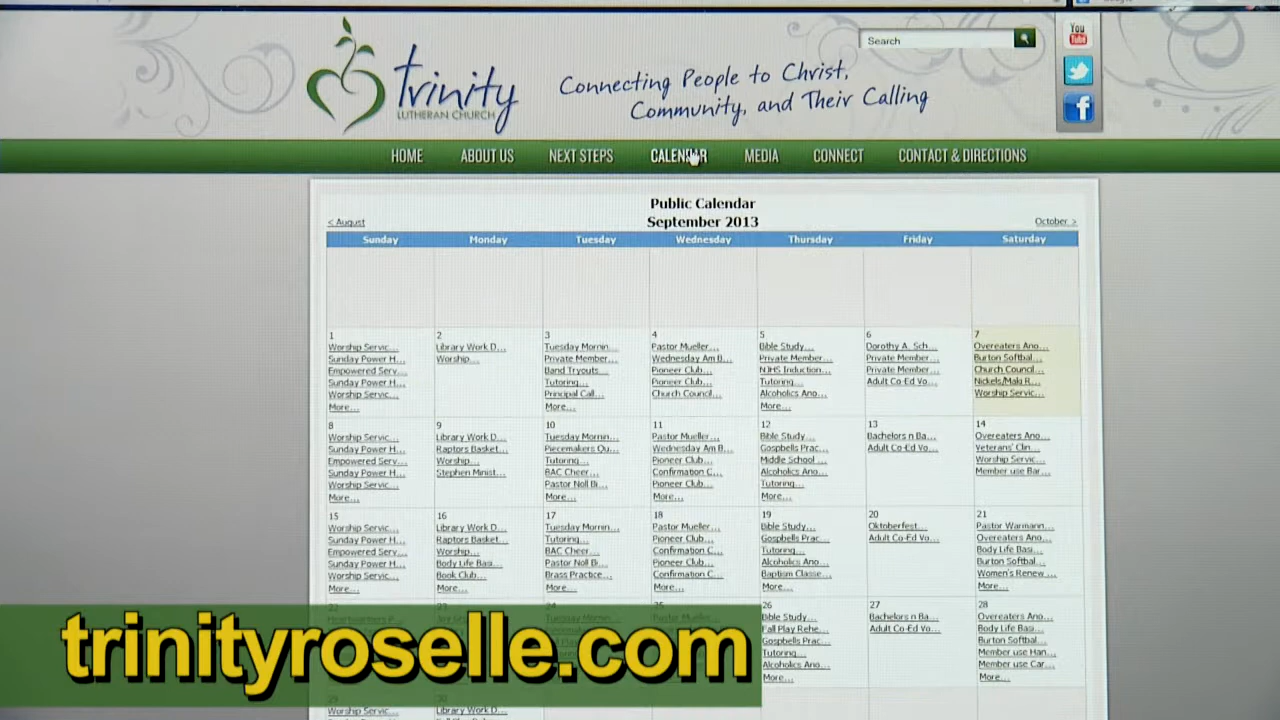 Trinity
LUTHERAN CHURCH
Connecting People to Christ,
Community, and Their Calling
Search
You
Tube
HOME ABOUT US NEXT STEPS CALENDAR MEDIA CONNECT CONTACT & DIRECTIONS
Public Calendar
September 2013
< August October >
Sunday Monday Tuesday Wednesday Thursday Friday Saturday
1 2 3 4 5 6 7
Worship Servic... Library Work D... Tuesday Mornin... Pastor Mueller... Bible Study... Dorothy A. Sch... Overeaters Ano...
Sunday Power H... Worship... Private Member... Wednesday Am B... Private Member... Private Member... Burton Softbal...
Empowered Serv... Band Tryouts... Pioneer Club... NJHS Induction... Private Member... Church Council...
Sunday Power H... Tutoring... Pioneer Club... Tutoring... Adult Co-Ed Vo... Nickels/Maki R...
Worship Servic... Principal Call... Church Council... Alcoholics Ano... Worship Servic...
More... More... More...
8 9 10 11 12 13 14
Worship Servic... Library Work D... Tuesday Mornin... Pastor Mueller... Bible Study... Bachelors n Ba... Overeaters Ano...
Sunday Power H... Raptors Basket... Piecemakers Qu... Wednesday Am B... Gospbells Prac... Adult Co-Ed Vo... Veterans' Clin...
Empowered Serv... Worship... Tutoring... Pioneer Club... Middle School ... Worship Servic...
Sunday Power H... Stephen Minist... BAC Cheer... Confirmation C... Alcoholics Ano... Member use Bar...
Worship Servic... Pastor Noll Bi... Pioneer Club... Tutoring...
More... More... More... More...
15 16 17 18 19 20 21
Worship Servic... Library Work D... Tuesday Mornin... Pastor Mueller... Bible Study... Oktoberfest... Pastor Warmann...
Sunday Power H... Raptors Basket... Tutoring... Pioneer Club... Gospbells Prac... Adult Co-Ed Vo... Overeaters Ano...
Empowered Serv... Worship... BAC Cheer... Confirmation C... Tutoring... Body Life Basi...
Sunday Power H... Body Life Basi... Pastor Noll Bi... Pioneer Club... Alcoholics Ano... Burton Softbal...
Worship Servic... Book Club... Brass Practice... Confirmation C... Baptism Classe... Women's Renew ...
More... More... More... More... More... More...
22 23 24 25 26 27 28
Bible Study... Bachelors n Ba... Overeaters Ano...
Fall Play Rehe... Adult Co-Ed Vo... Body Life Basi...
Gospbells Prac... Burton Softbal...
Tutoring... Member use Han...
Alcoholics Ano... Member use Car...
More... More...
trinityroselle.com
29 30
Worship Servic... Library Work D...